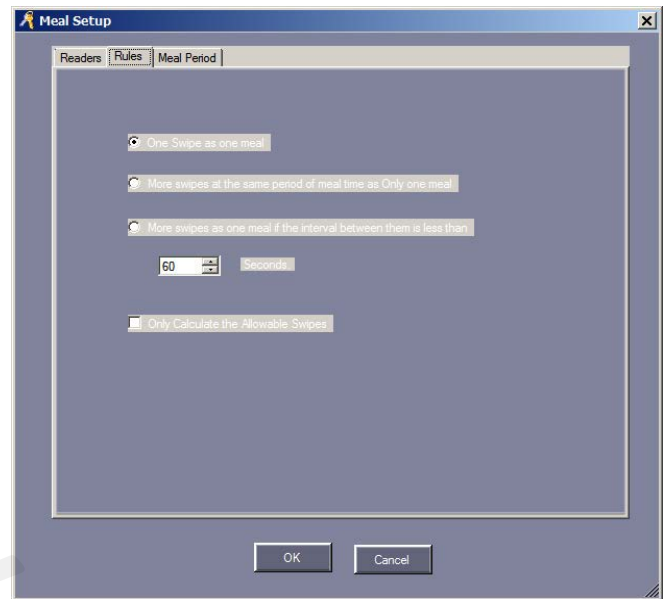 Meal Setup
Readers Rules Meal Period
One Swipe as one meal
More swipes at the same period of meal time as Only one meal
More swipes as one meal if the interval between them is less than
60 Seconds.
Only Calculate the Allowable Swipes
OK Cancel